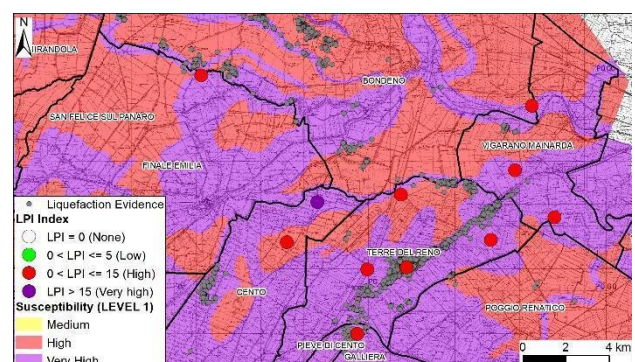 N
MIRANDOLA
BONDENO
SAN FELICE SUL PANARO
VIGARANO MAINARDA
FINALE EMILIA
Liquefaction Evidence
LPI Index
LPI = 0 (None)
0 < LPI <= 5 (Low)
0 < LPI <= 15 (High)
LPI > 15 (Very high)
Susceptibility (LEVEL 1)
Medium
High
Very High
TERRE DEL RENO
CENTO
POGGIO RENATICO
PIEVE DI CENTO
GALLIERA
0 2 4 km